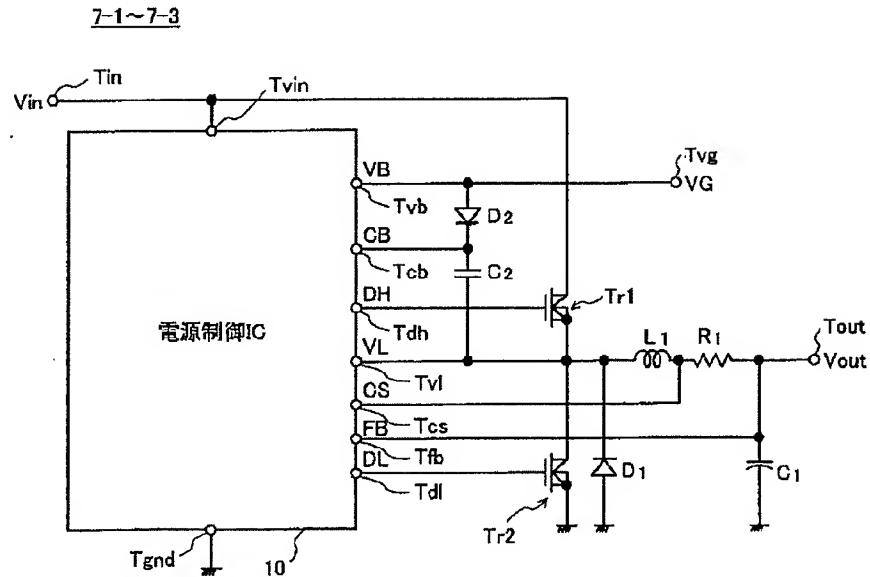 7-1～7-3
Tin
Vin
Tvin
VB
Tvb
Tvg
VG
D2
CB
Tcb
C2
DH
Tdh
Tr1
電源制御IC
VL
Tvl
L1
R1
Tout
Vout
CS
Tcs
FB
Tfb
DL
Tdl
D1
C1
Tr2
Tgnd
10